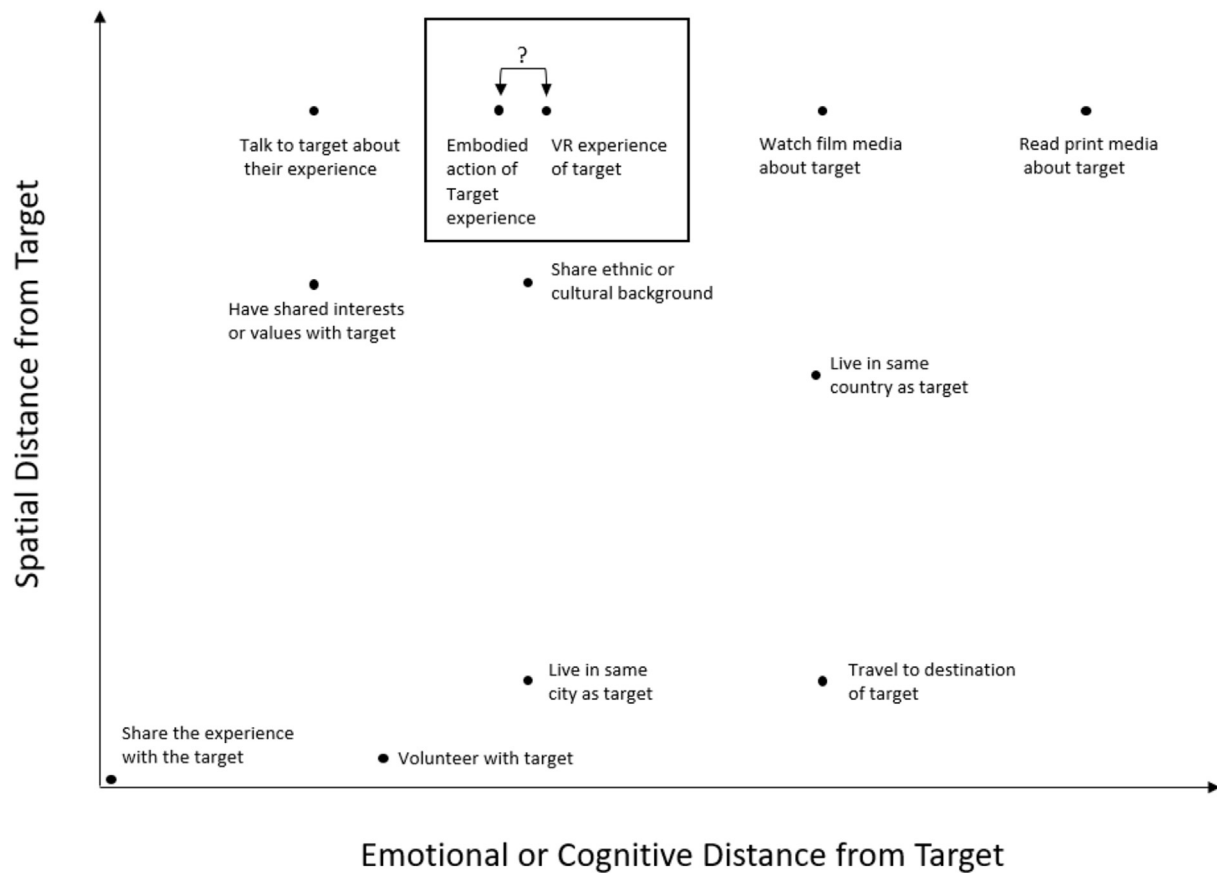 ?
Talk to target about
their experience
Embodied
action of
Target
experience
VR experience
of target
Watch film media
about target
Read print media
about target
Share ethnic or
cultural background
Have shared interests
or values with target
Live in same
country as target
Live in same
city as target
Travel to destination
of target
Share the experience
with the target
Volunteer with target
Spatial Distance from Target
Emotional or Cognitive Distance from Target